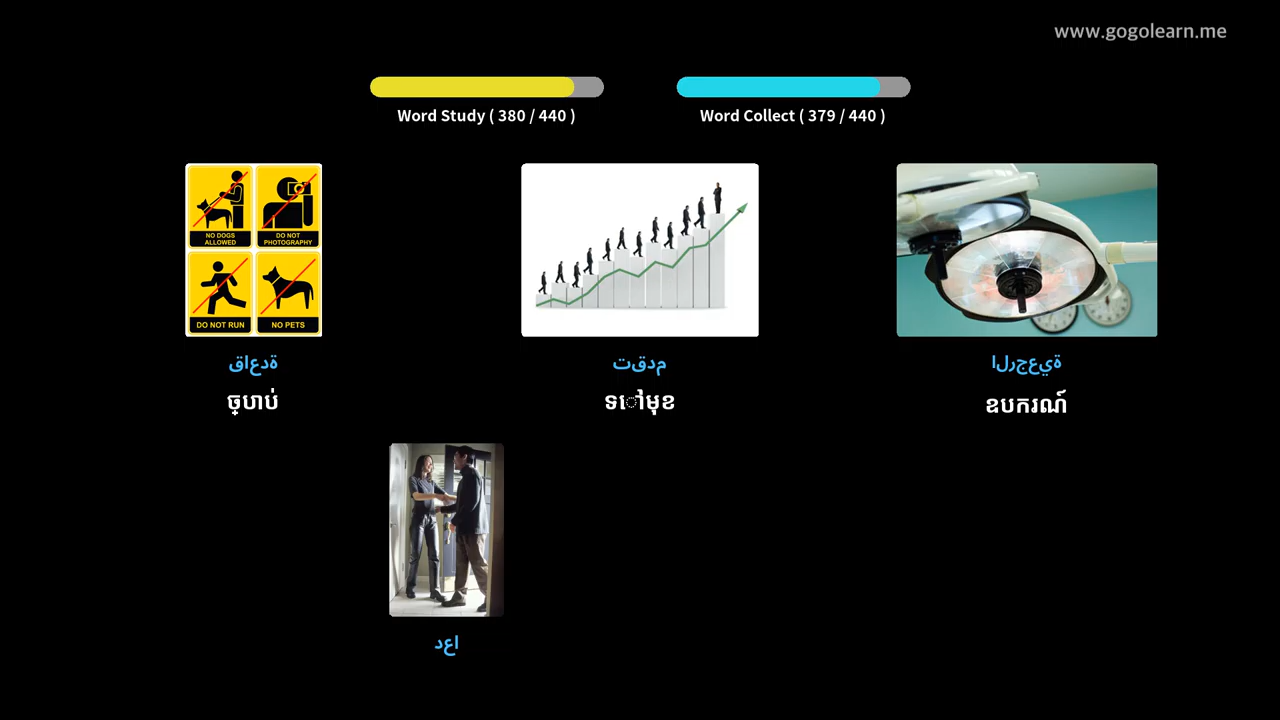 www.gogolearn.me
Word Study ( 380 / 440 )
Word Collect ( 379 / 440 )
NO DOGS ALLOWED
DO NOT PHOTOGRAPHY
DO NOT RUN
NO PETS
قاعدة
تقدم
الرجعية
ច្បាប់
ទៅមុខ
ឧបករណ៍
دعا